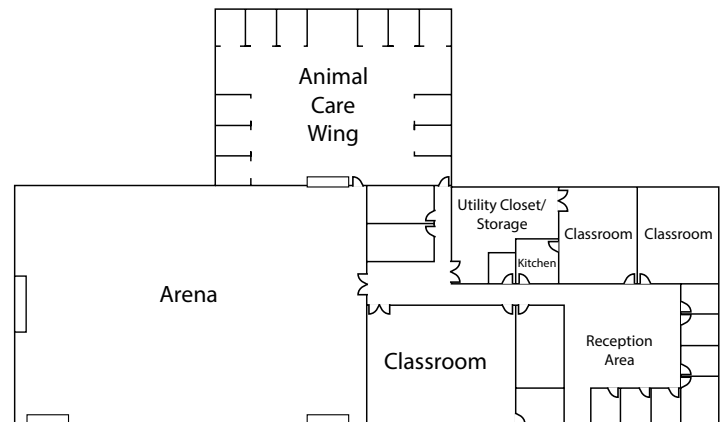 Animal
Care
Wing
Utility Closet/
Storage
Classroom
Classroom
Kitchen
Arena
Reception
Area
Classroom